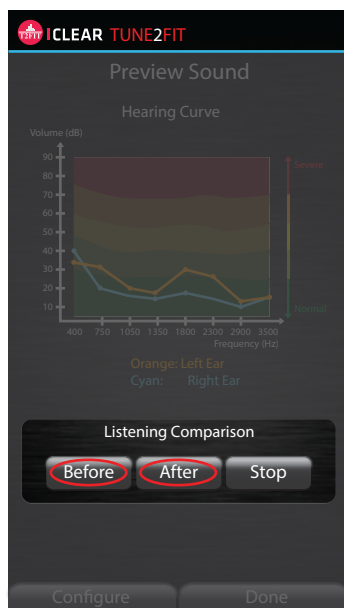 T2FIT ICLEAR TUNE2FIT
Preview Sound
Hearing Curve
Volume (dB)
90
80
70
60
50
40
30
20
10
Severe
Normal
400 750 1050 1350 1800 2300 2900 3500
Frequency (Hz)
Orange: Left Ear
Cyan: Right Ear
Listening Comparison
Before After Stop
Configure Done